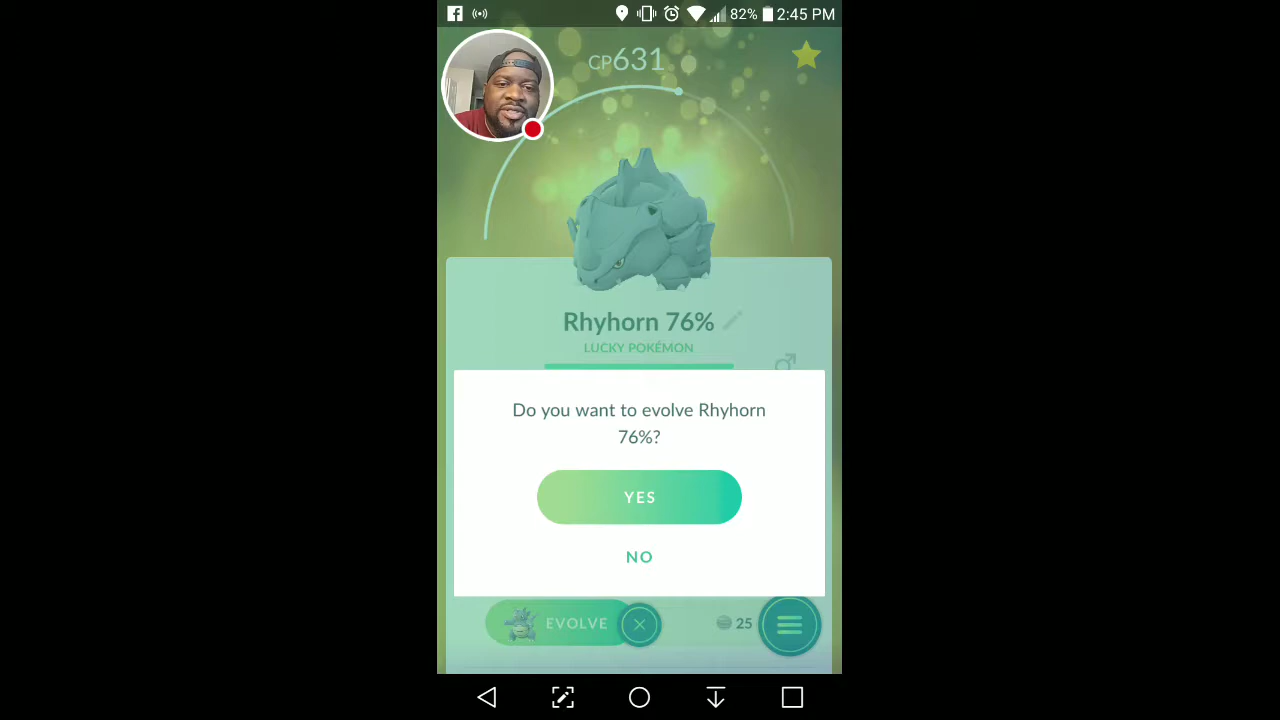 82% 2:45 PM
CP631
Rhyhorn 76%
LUCKY POKÉMON
Do you want to evolve Rhyhorn
76%?
YES
NO
EVOLVE 25